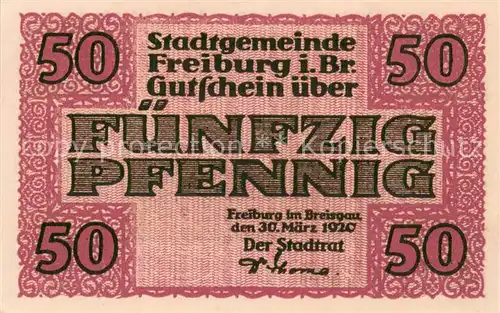 50 Stadtgemeinde 50
Freiburg i. Br.
Gutschein über
FÜNFZIG
PFENNIG
Freiburg im Breisgau,
den 30. März 1920
50 Der Stadtrat 50